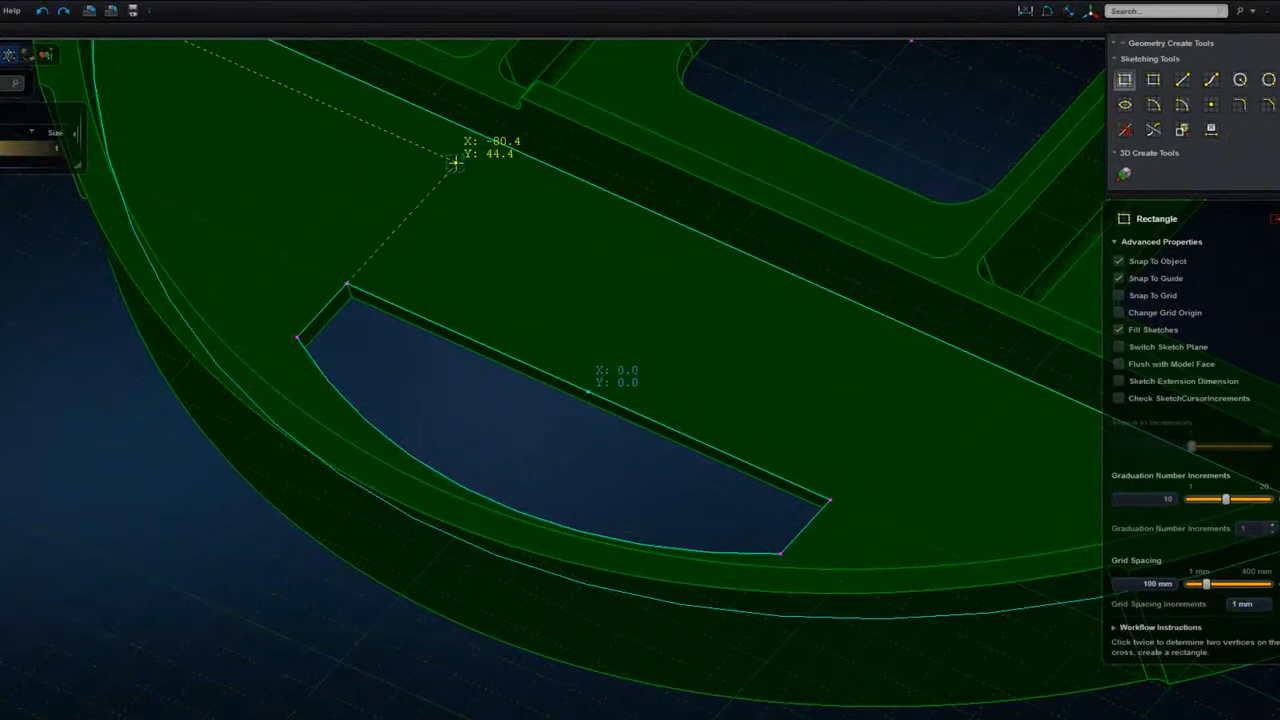 Help
Search...
Size
Geometry Create Tools
Sketching Tools
3D Create Tools
Rectangle
Advanced Properties
Snap To Object
Snap To Guide
Snap To Grid
Change Grid Origin
Fill Sketches
Switch Sketch Plane
Flush with Model Face
Sketch Extension Dimension
Check SketchCursorIncrements
Graduation Number Increments
1 20
10
Graduation Number Increments 1
Grid Spacing
1 mm 400 mm
100 mm
Grid Spacing Increments 1 mm
Workflow Instructions
Click twice to determine two vertices on the
cross, create a rectangle.
X: -80.4
Y: 44.4
X: 0.0
Y: 0.0